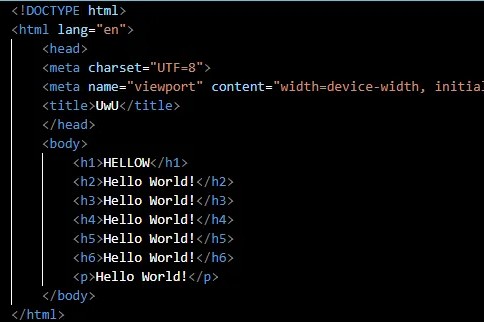 <!DOCTYPE html>
<html lang="en">
<head>
<meta charset="UTF=8">
<meta name="viewport" content="width=device-width,
<title>UwU</title>
</head>
<body>
<h1>HELLOW</h1>
<h2>Hello World!</h2>
<h3>Hello World!</h3>
<h4>Hello World!</h4>
<h5>Hello World!</h5>
<h6>Hello World!</h6>
<p>Hello World!</p>
</body>
</html>